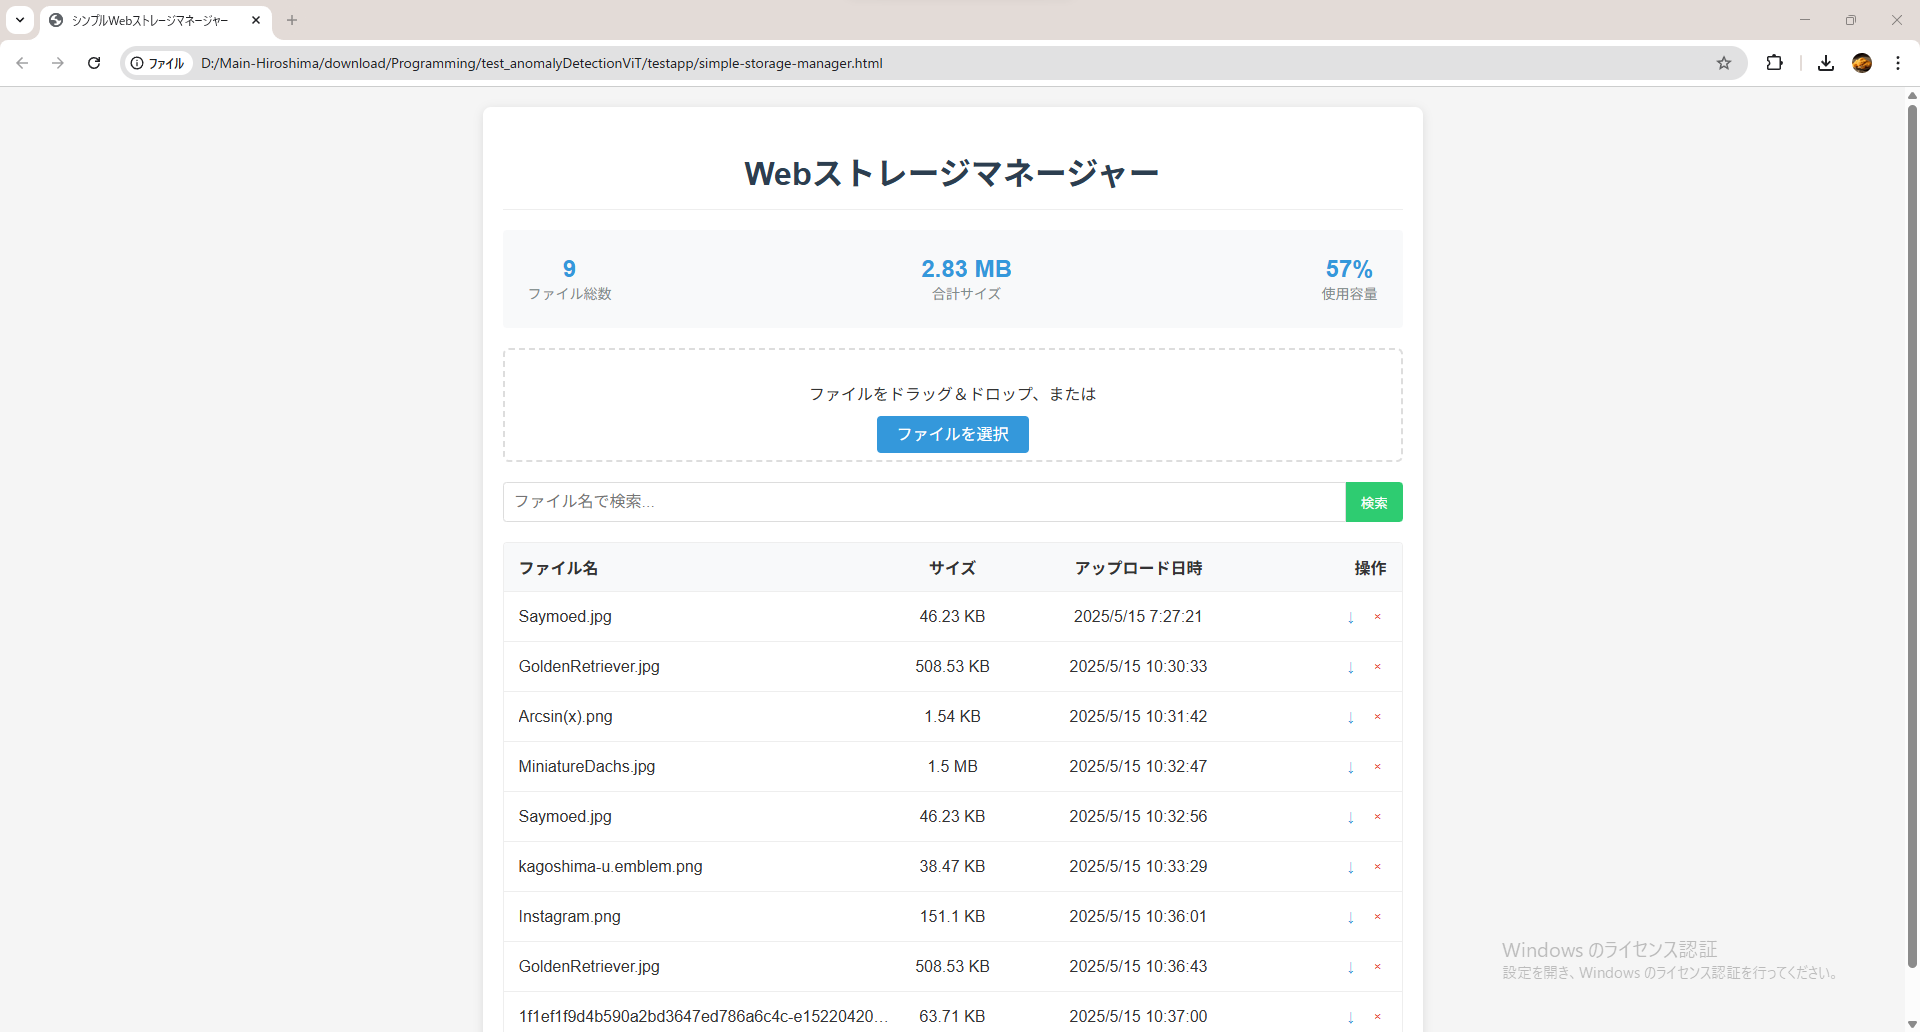 シンプルWebストレージマネージャー
ファイル D:/Main-Hiroshima/download/Programming/test_anomalyDetectionViT/testapp/simple-storage-manager.html
Webストレージマネージャー
9 2.83 MB 57%
ファイル総数 合計サイズ 使用容量
ファイルをドラッグ＆ドロップ、または
ファイルを選択
ファイル名で検索... 検索
ファイル名 サイズ アップロード日時 操作
Saymoed.jpg 46.23 KB 2025/5/15 7:27:21 ↓ ×
GoldenRetriever.jpg 508.53 KB 2025/5/15 10:30:33 ↓ ×
Arcsin(x).png 1.54 KB 2025/5/15 10:31:42 ↓ ×
MiniatureDachs.jpg 1.5 MB 2025/5/15 10:32:47 ↓ ×
Saymoed.jpg 46.23 KB 2025/5/15 10:32:56 ↓ ×
kagoshima-u.emblem.png 38.47 KB 2025/5/15 10:33:29 ↓ ×
Instagram.png 151.1 KB 2025/5/15 10:36:01 ↓ ×
GoldenRetriever.jpg 508.53 KB 2025/5/15 10:36:43 ↓ ×
1f1ef1f9d4b590a2bd3647ed786a6c4c-e15220420... 63.71 KB 2025/5/15 10:37:00 ↓ ×
Windows のライセンス認証
設定を開き、Windows のライセンス認証を行ってください。